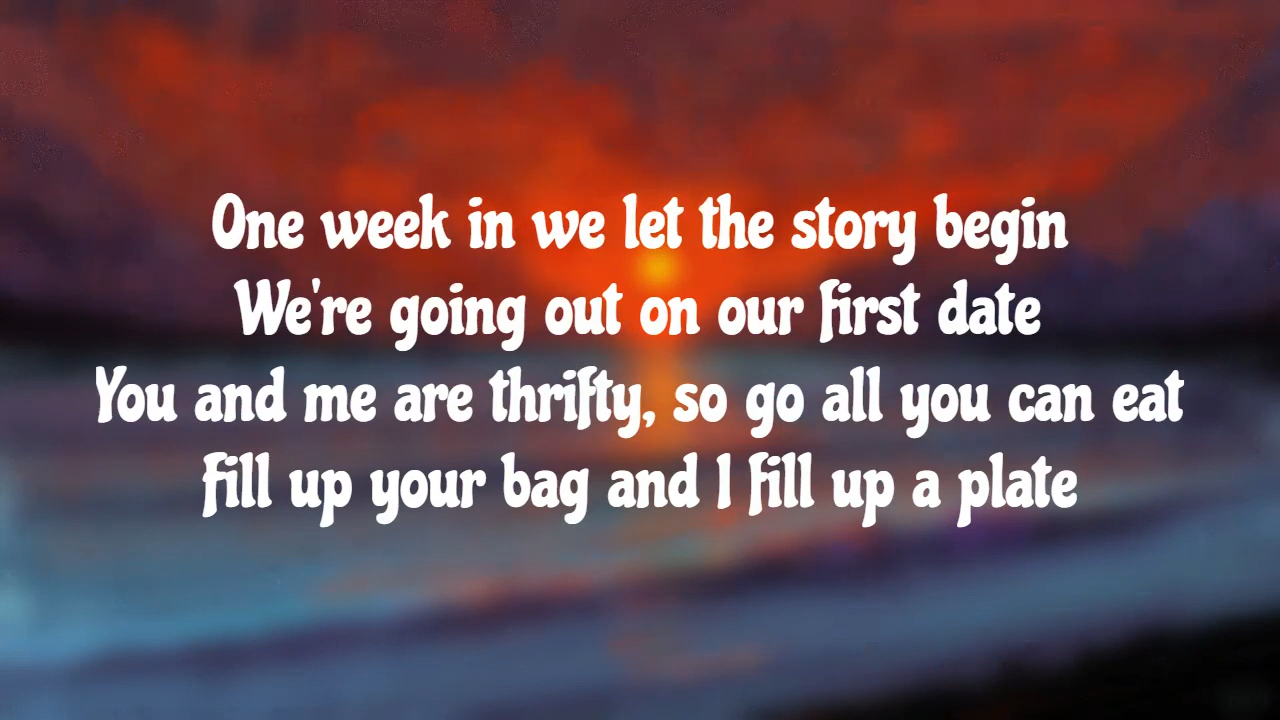 One week in we let the story begin
We're going out on our first date
You and me are thrifty, so go all you can eat
Fill up your bag and I fill up a plate